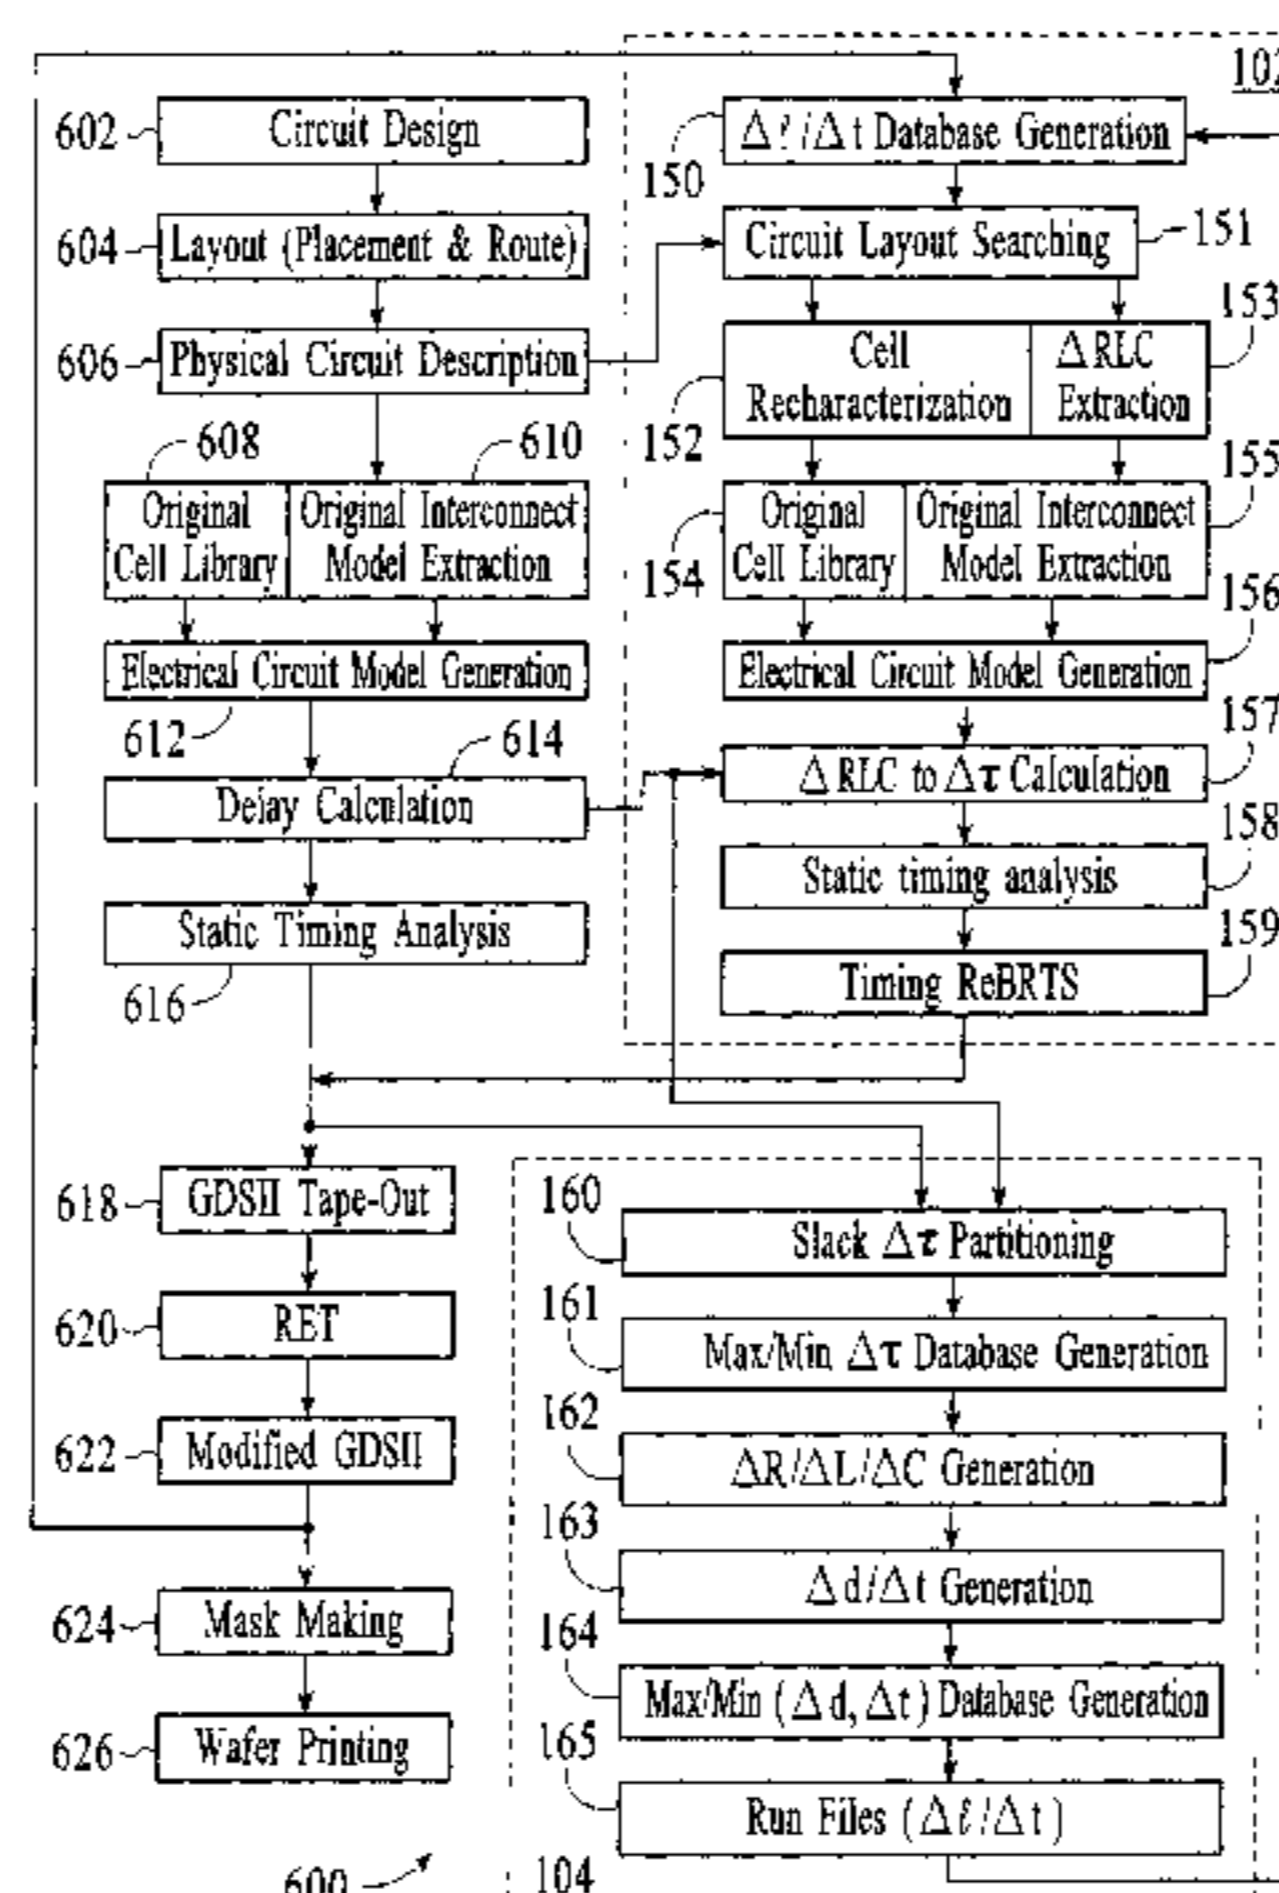 102
602
Circuit Design
150
Δℓ/Δt Database Generation
604
Layout (Placement & Route)
Circuit Layout Searching
151
606
Physical Circuit Description
152
Cell
Recharacterization
ΔRLC
Extraction
153
608
Original
Cell Library
610
Original Interconnect
Model Extraction
154
Original
Cell Library
Original Interconnect
Model Extraction
155
Electrical Circuit Model Generation
612
Electrical Circuit Model Generation
156
614
Delay Calculation
Δ RLC to Δτ Calculation
157
Static timing analysis
158
Static Timing Analysis
616
Timing ReBRTS
159
618
GDSII Tape-Out
160
Slack Δτ Partitioning
620
RET
161
Max/Min Δτ Database Generation
622
Modified GDSII
162
ΔR/ΔL/ΔC Generation
163
Δd/Δt Generation
624
Mask Making
164
Max/Min (Δd, Δt) Database Generation
626
Wafer Printing
165
Run Files (Δℓ/Δt)
600
104